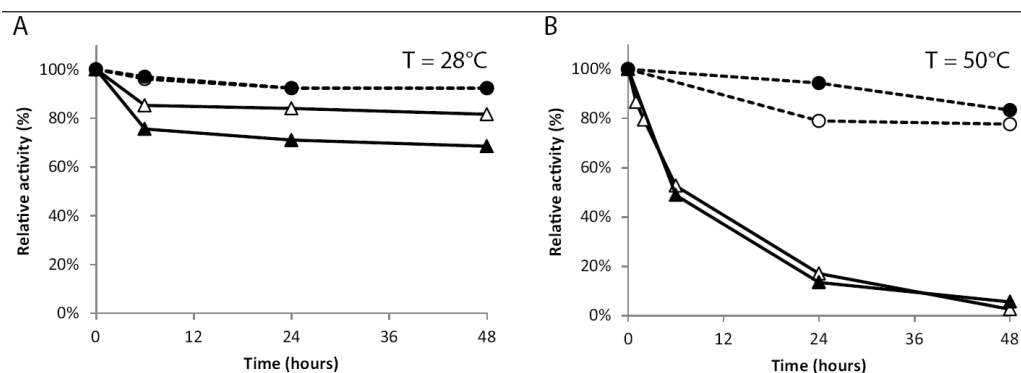 A
T = 28°C
100%
80%
60%
40%
20%
0%
Relative activity (%)
0 12 24 36 48
Time (hours)
B
T = 50°C
100%
80%
60%
40%
20%
0%
Relative activity (%)
0 12 24 36 48
Time (hours)